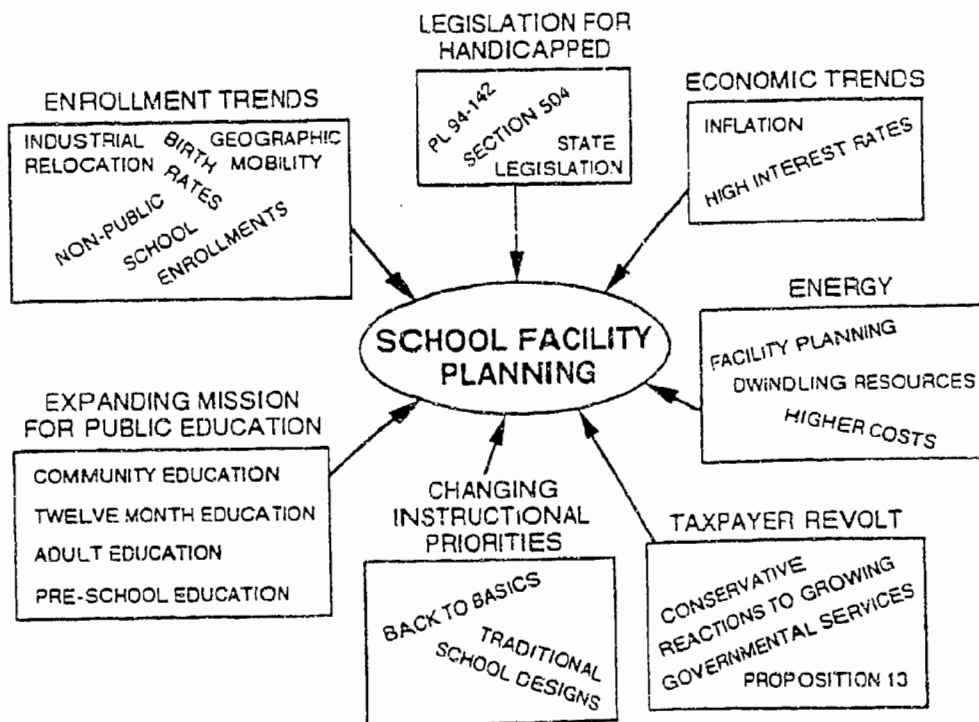 LEGISLATION FOR
HANDICAPPED
PL 94-142
SECTION 504
STATE
LEGISLATION
ENROLLMENT TRENDS
INDUSTRIAL
RELOCATION
BIRTH
RATES
GEOGRAPHIC
MOBILITY
NON-PUBLIC
SCHOOL
ENROLLMENTS
ECONOMIC TRENDS
INFLATION
HIGH INTEREST RATES
SCHOOL FACILITY
PLANNING
ENERGY
FACILITY PLANNING
DWINDLING RESOURCES
HIGHER COSTS
EXPANDING MISSION
FOR PUBLIC EDUCATION
COMMUNITY EDUCATION
TWELVE MONTH EDUCATION
ADULT EDUCATION
PRE-SCHOOL EDUCATION
CHANGING
INSTRUCTIONAL
PRIORITIES
BACK TO BASICS
TRADITIONAL
SCHOOL DESIGNS
TAXPAYER REVOLT
CONSERVATIVE
REACTIONS TO GROWING
GOVERNMENTAL SERVICES
PROPOSITION 13